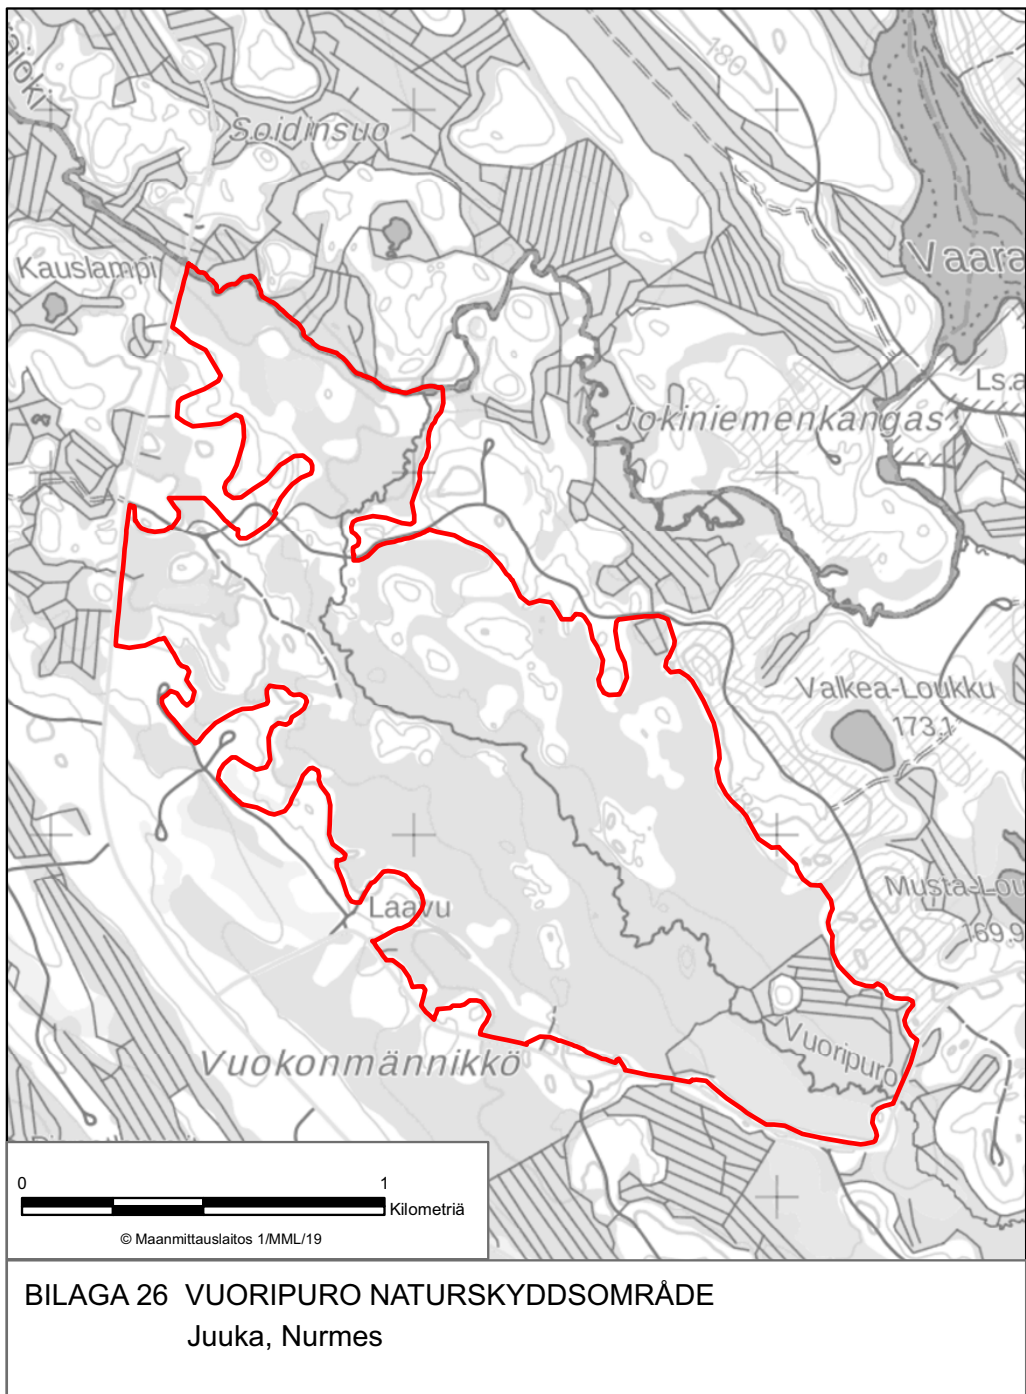 180
Soidinsuo
Kauslampi
Vaara
Ls.a
Jokiniemenkangas
Valkea-Loukku
173.1
180
Musta-Lou
169.9
Laavu
Vuoripuro
Vuokonmännikkö
0 1
Kilometriä
© Maanmittauslaitos 1/MML/19
BILAGA 26 VUORIPURO NATURSKYDDSOMRÅDE
Juuka, Nurmes